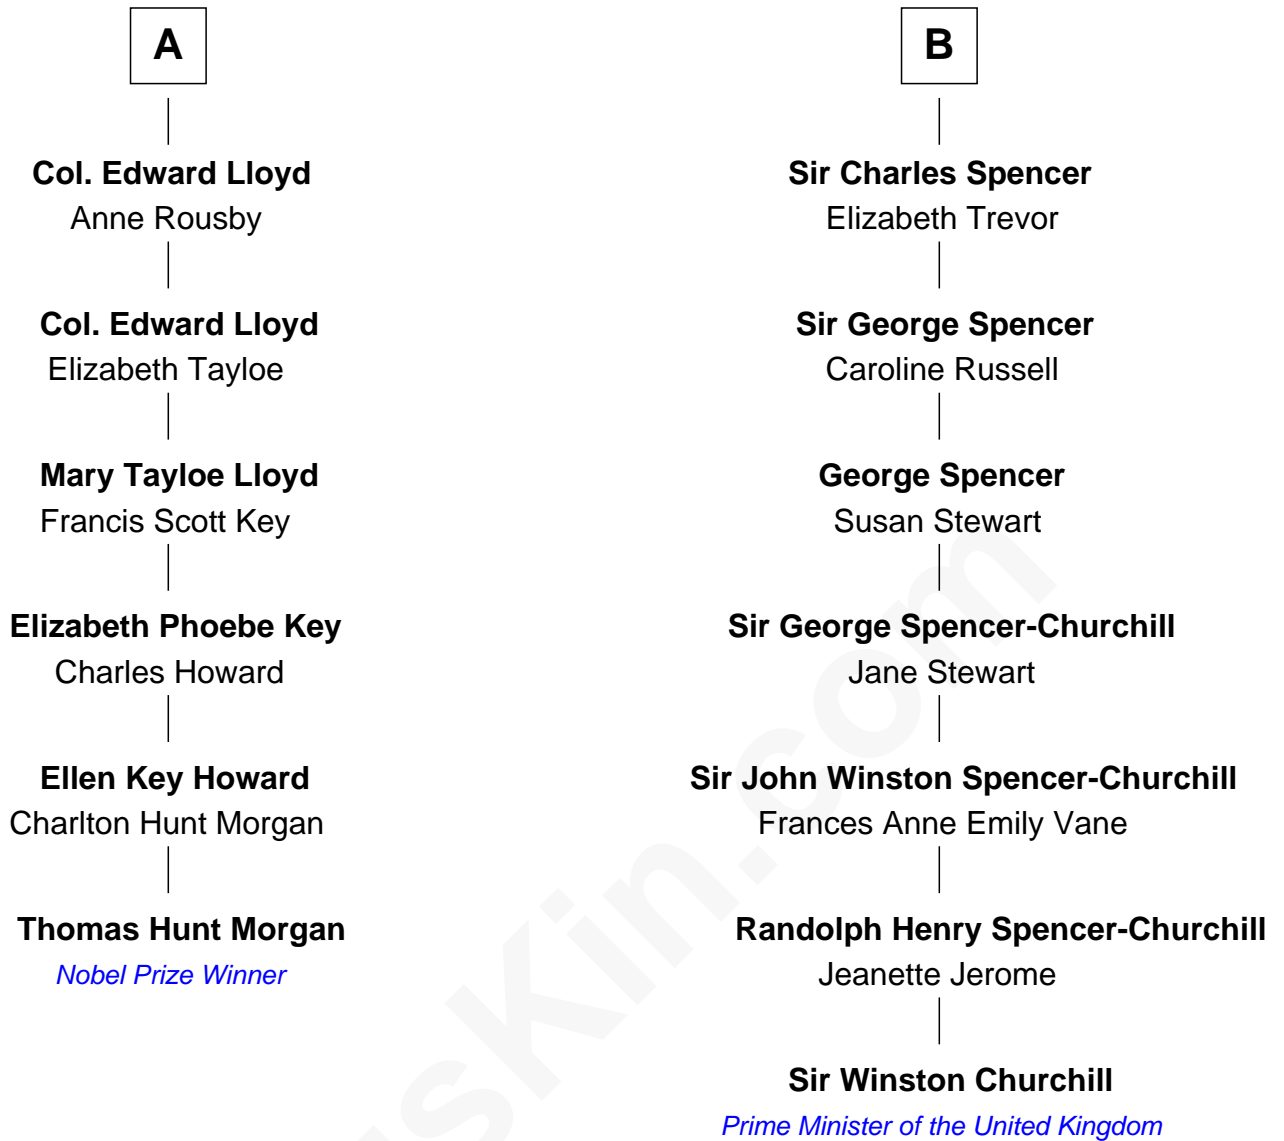 A
Col. Edward Lloyd
Anne Rousby
Col. Edward Lloyd
Elizabeth Tayloe
Mary Tayloe Lloyd
Francis Scott Key
Elizabeth Phoebe Key
Charles Howard
Ellen Key Howard
Charlton Hunt Morgan
Thomas Hunt Morgan
Nobel Prize Winner
B
Sir Charles Spencer
Elizabeth Trevor
Sir George Spencer
Caroline Russell
George Spencer
Susan Stewart
Sir George Spencer-Churchill
Jane Stewart
Sir John Winston Spencer-Churchill
Frances Anne Emily Vane
Randolph Henry Spencer-Churchill
Jeanette Jerome
Sir Winston Churchill
Prime Minister of the United Kingdom